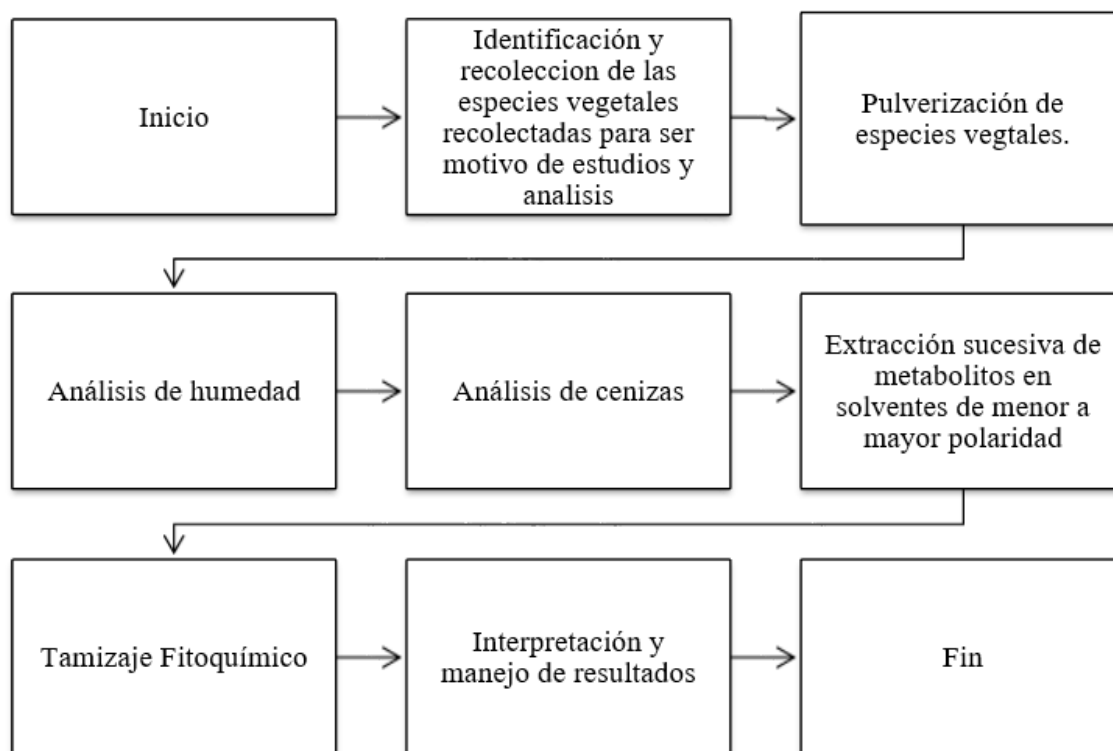 Inicio
Identificación y
recoleccion de las
especies vegetales
recolectadas para ser
motivo de estudios y
analisis
Pulverización de
especies vegtales.
Análisis de humedad
Análisis de cenizas
Extracción sucesiva de
metabolitos en
solventes de menor a
mayor polaridad
Tamizaje Fitoquímico
Interpretación y
manejo de resultados
Fin